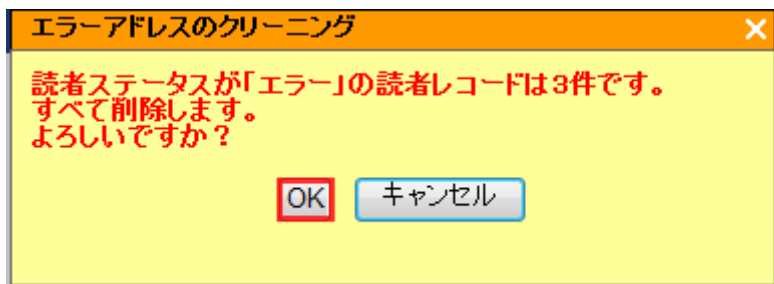 エラーアドレスのクリーニング
読者ステータスが「エラー」の読者レコードは3件です。
すべて削除します。
よろしいですか？
OK キャンセル